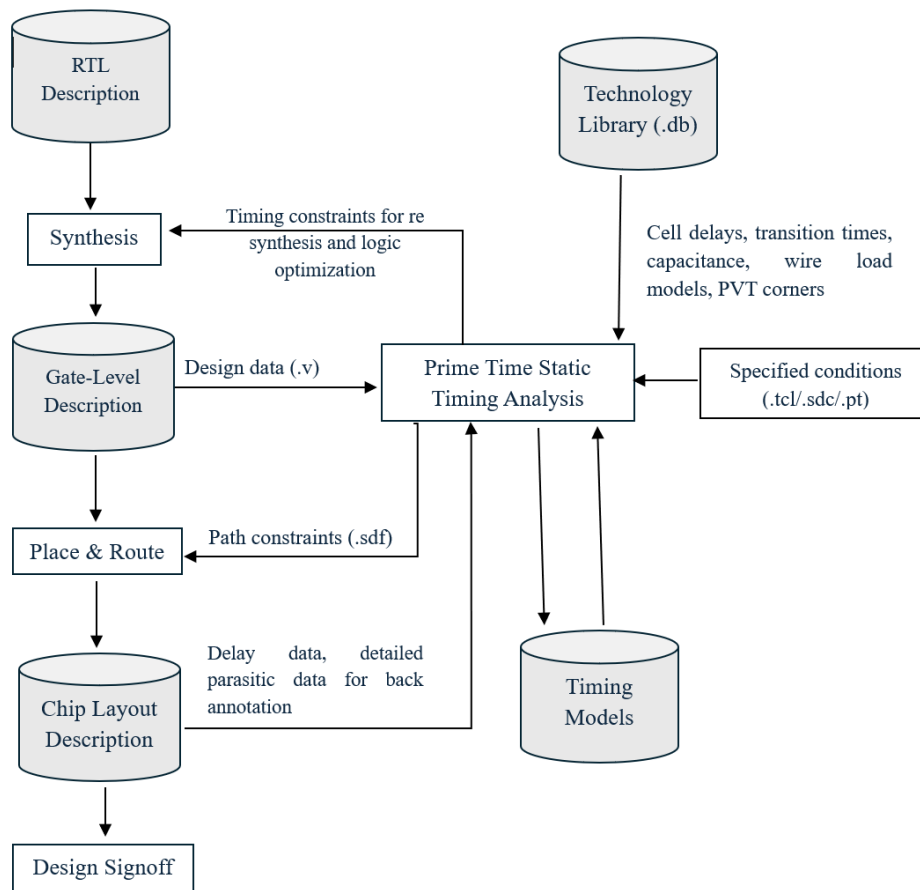 RTL
Description
Technology
Library (.db)
Timing constraints for re
synthesis and logic
optimization
Synthesis
Cell delays, transition times,
capacitance, wire load
models, PVT corners
Gate-Level
Description
Design data (.v)
Prime Time Static
Timing Analysis
Specified conditions
(.tcl/.sdc/.pt)
Place & Route
Path constraints (.sdf)
Delay data, detailed
parasitic data for back
annotation
Chip Layout
Description
Timing
Models
Design Signoff